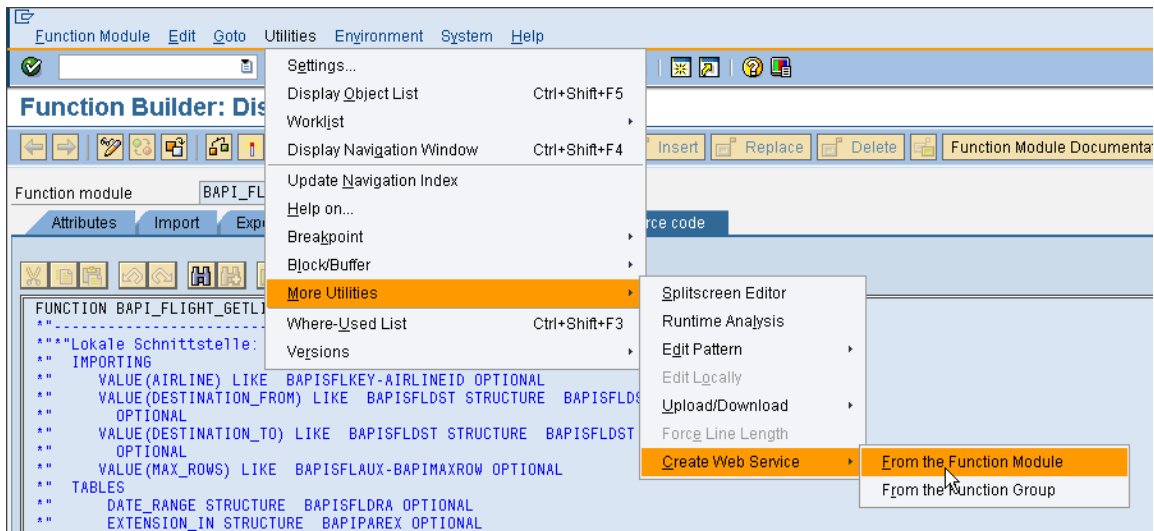 Function Module Edit Goto Utilities Environment System Help
Settings...
Display Object List Ctrl+Shift+F5
Function Builder: Dis
Worklist
Display Navigation Window Ctrl+Shift+F4
Insert Replace Delete Function Module Documenta
Update Navigation Index
Function module BAPI_FL
Help on...
Attributes Import Expo rce code
Breakpoint
Block/Buffer
More Utilities
Splitscreen Editor
FUNCTION BAPI_FLIGHT_GETLI
Where-Used List Ctrl+Shift+F3
Runtime Analysis
*"----------------------------
*"*"Lokale Schnittstelle:
Versions
Edit Pattern
*" IMPORTING
*" VALUE(AIRLINE) LIKE BAPISFLKEY-AIRLINEID OPTIONAL
Edit Locally
*" VALUE(DESTINATION_FROM) LIKE BAPISFLDST STRUCTURE BAPISFLDS
*" OPTIONAL
Upload/Download
*" VALUE(DESTINATION_TO) LIKE BAPISFLDST STRUCTURE BAPISFLDST
Force Line Length
*" OPTIONAL
*" VALUE(MAX_ROWS) LIKE BAPISFLAUX-BAPIMAXROW OPTIONAL
Create Web Service
From the Function Module
*" TABLES
From the Function Group
*" DATE_RANGE STRUCTURE BAPISFLDRA OPTIONAL
*" EXTENSION_IN STRUCTURE BAPIPAREX OPTIONAL